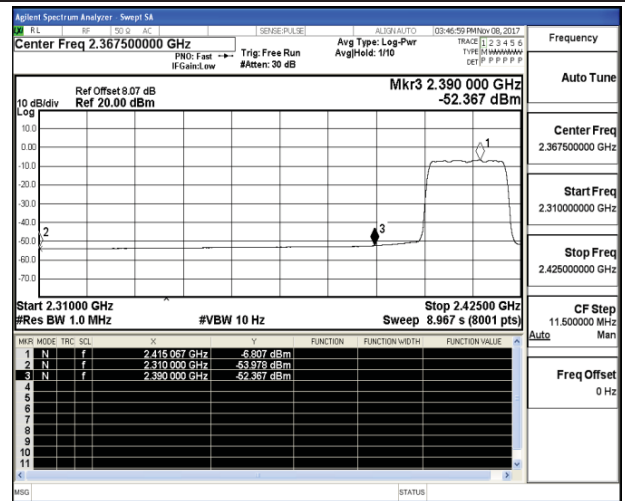 Agilent Spectrum Analyzer - Swept SA
RL RF 50 Ω AC SENSE:PULSE ALIGN AUTO 03:46:59 PM Nov 08, 2017
Center Freq 2.367500000 GHz
PNO: Fast
IFGain:Low
Trig: Free Run
#Atten: 30 dB
Avg Type: Log-Pwr
Avg|Hold: 1/10
TRACE 1 2 3 4 5 6
TYPE M WWWWW
DET P P P P P P
Frequency
Auto Tune
Center Freq
2.367500000 GHz
Start Freq
2.310000000 GHz
Stop Freq
2.425000000 GHz
CF Step
11.500000 MHz
Auto Man
Freq Offset
0 Hz
Mkr3 2.390 000 GHz
-52.367 dBm
Ref Offset 8.07 dB
10 dB/div Ref 20.00 dBm
Log
10.0
0.00
-10.0
-20.0
-30.0
-40.0
-50.0
-60.0
-70.0
1
2
3
Start 2.31000 GHz Stop 2.42500 GHz
#Res BW 1.0 MHz #VBW 10 Hz Sweep 8.967 s (8001 pts)
MKR MODE TRC SCL X Y FUNCTION FUNCTION WIDTH FUNCTION VALUE
1 N f 2.415 067 GHz -6.807 dBm
2 N f 2.310 000 GHz -53.978 dBm
3 N f 2.390 000 GHz -52.367 dBm
4
5
6
7
8
9
10
11
MSG STATUS